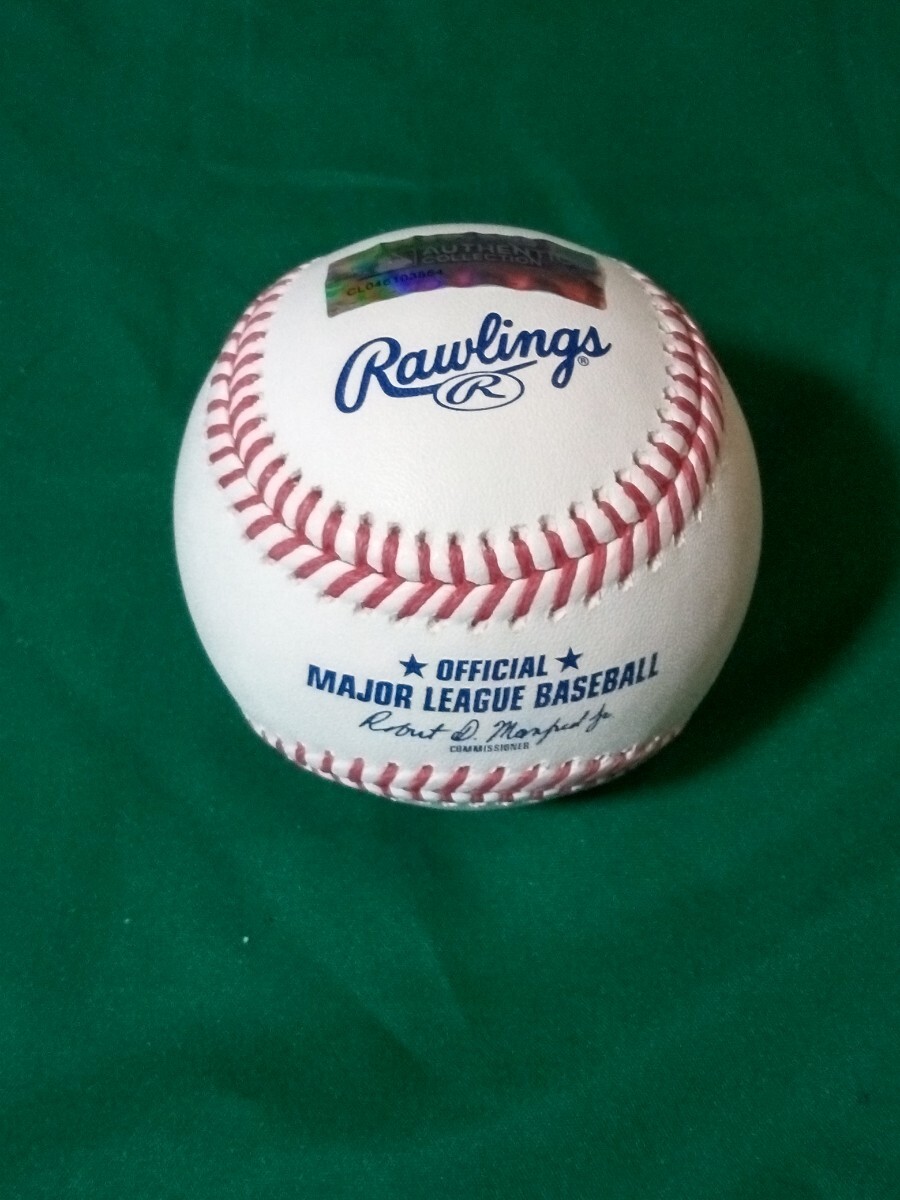 AUTHENTIC
COLLECTION
Rawlings®
R
★ OFFICIAL ★
MAJOR LEAGUE BASEBALL
Robert D. Manfred Jr.
COMMISSIONER